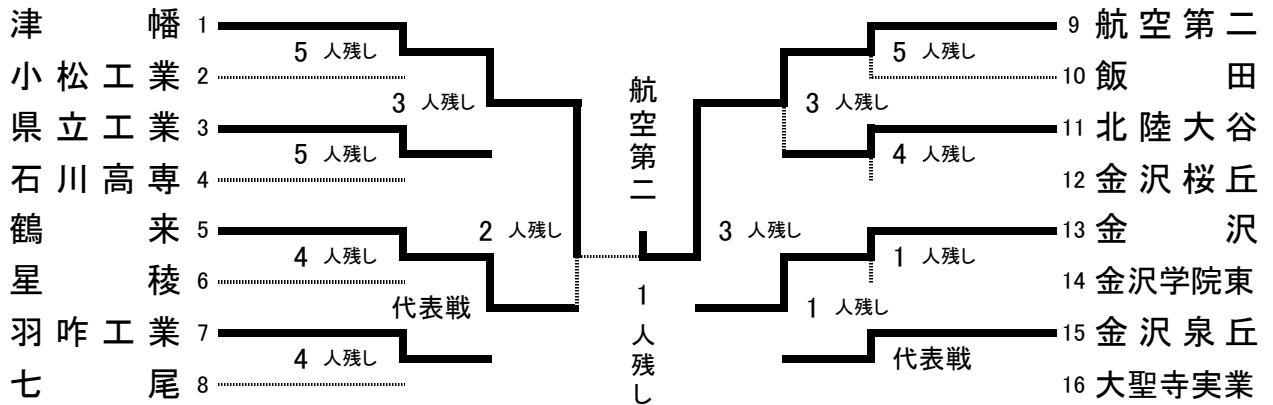 津幡 1
5 人残し
小松工業 2
3 人残し
県立工業 3
5 人残し
石川高専 4
鶴来 5
2 人残し
4 人残し
星稜 6
代表戦
羽咋工業 7
4 人残し
七尾 8
航空第二
1人残し
9 航空第二
5 人残し
10 飯田
3 人残し
11 北陸大谷
4 人残し
12 金沢桜丘
3 人残し
13 金沢
1 人残し
14 金沢学院東
1 人残し
15 金沢泉丘
代表戦
16 大聖寺実業